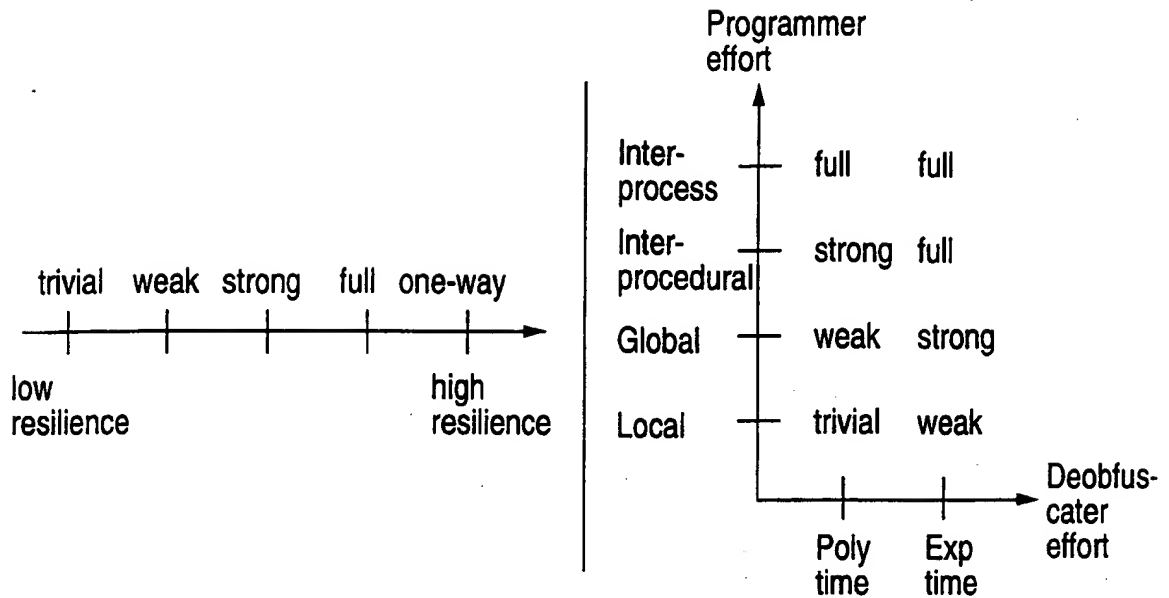 trivial weak strong full one-way
low
resilience
high
resilience
Programmer
effort
Inter-
process
full full
Inter-
procedural
strong full
Global
weak strong
Local
trivial weak
Poly
time
Exp
time
Deobfus-
cater
effort